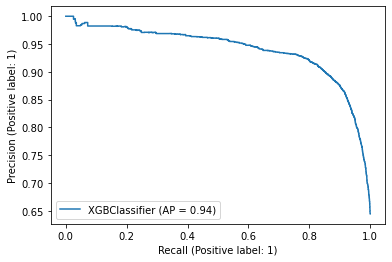 Precision (Positive label: 1)
1.00
0.95
0.90
0.85
0.80
0.75
0.70
0.65
XGBClassifier (AP = 0.94)
0.0 0.2 0.4 0.6 0.8 1.0
Recall (Positive label: 1)